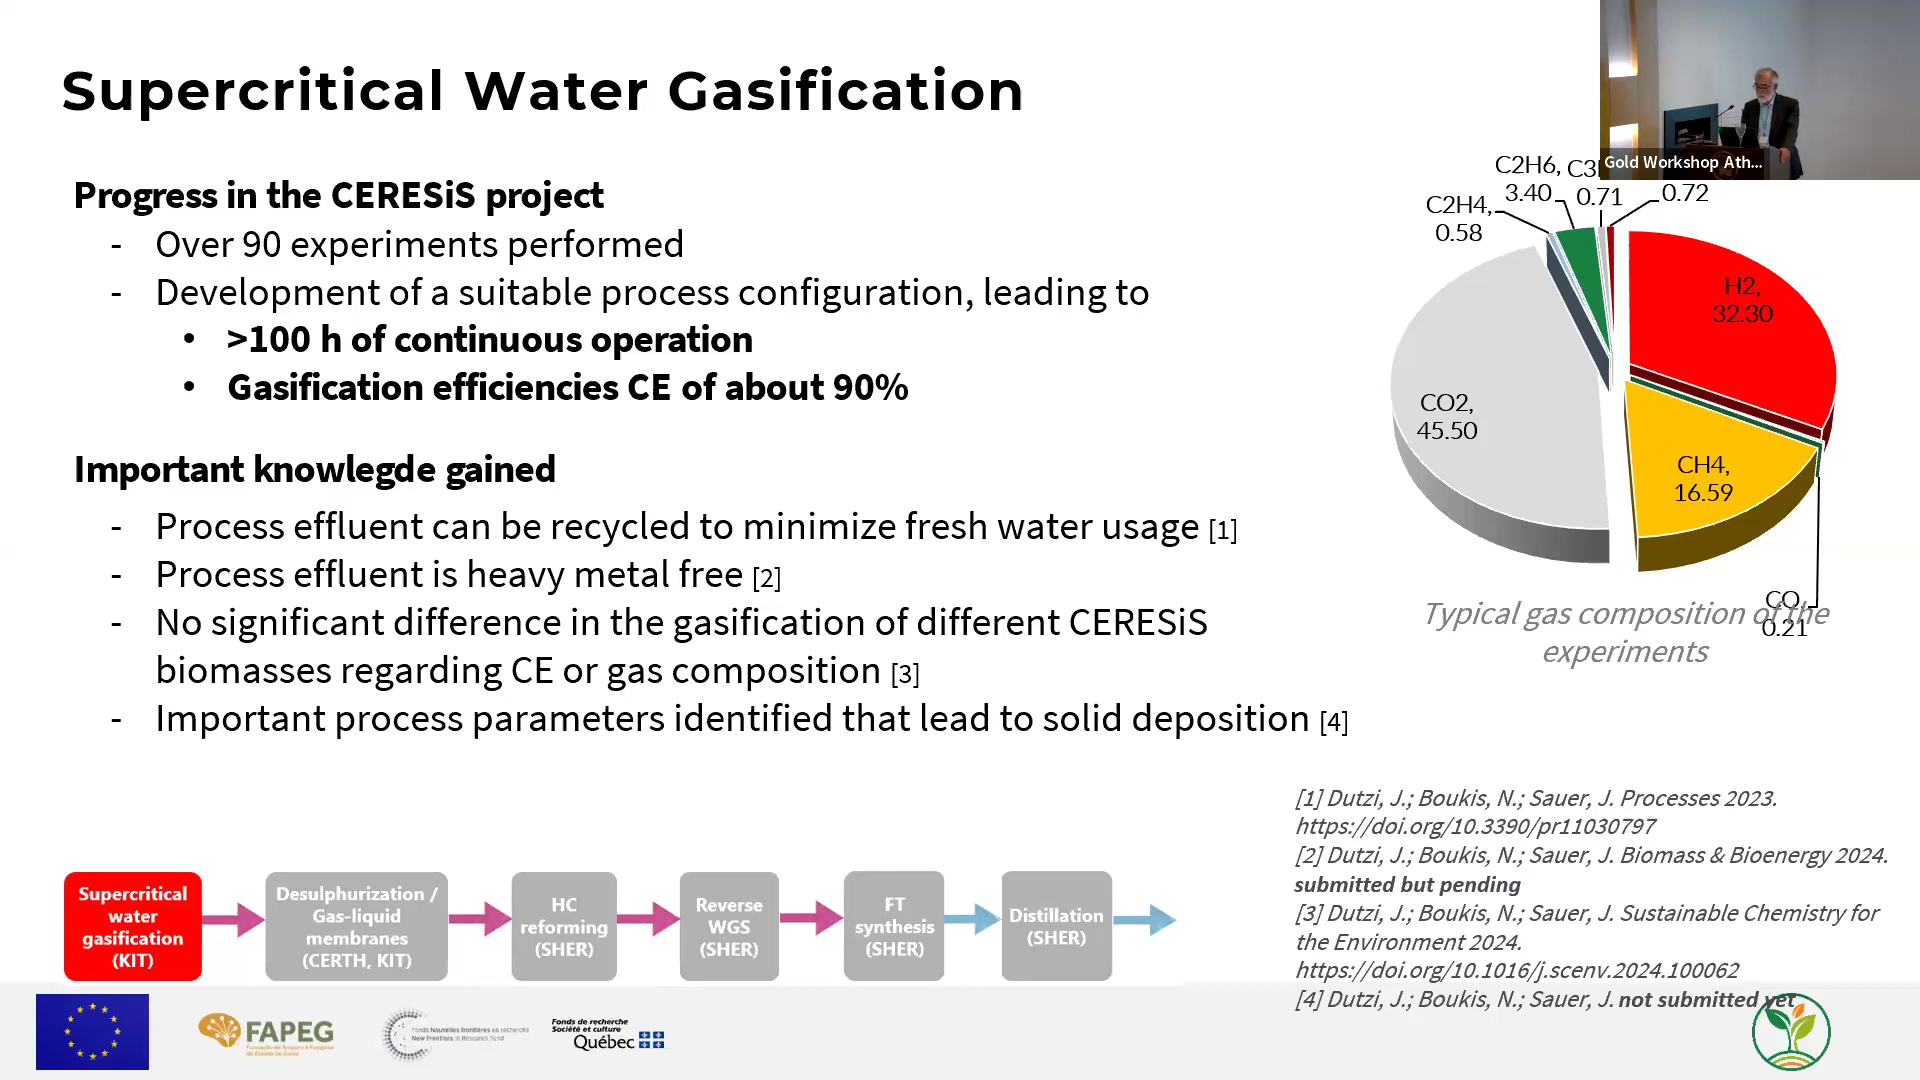 Supercritical Water Gasification
Gold Workshop Ath...
Progress in the CERESiS project
- Over 90 experiments performed
- Development of a suitable process configuration, leading to
• >100 h of continuous operation
• Gasification efficiencies CE of about 90%
Important knowlegde gained
- Process effluent can be recycled to minimize fresh water usage [1]
- Process effluent is heavy metal free [2]
- No significant difference in the gasification of different CERESiS
biomasses regarding CE or gas composition [3]
- Important process parameters identified that lead to solid deposition [4]
C2H6,
3.40
C3
0.71
0.72
C2H4,
0.58
H2,
32.30
CO2,
45.50
CH4,
16.59
CO,
0.21
Typical gas composition of the
experiments
[1] Dutzi, J.; Boukis, N.; Sauer, J. Processes 2023.
https://doi.org/10.3390/pr11030797
[2] Dutzi, J.; Boukis, N.; Sauer, J. Biomass & Bioenergy 2024.
submitted but pending
[3] Dutzi, J.; Boukis, N.; Sauer, J. Sustainable Chemistry for
the Environment 2024.
https://doi.org/10.1016/j.scenv.2024.100062
[4] Dutzi, J.; Boukis, N.; Sauer, J. not submitted yet
Supercritical
water
gasification
(KIT)
Desulphurization /
Gas-liquid
membranes
(CERTH, KIT)
HC
reforming
(SHER)
Reverse
WGS
(SHER)
FT
synthesis
(SHER)
Distillation
(SHER)
FAPEG
Fundação de Amparo à Pesquisa
do Estado de Goiás
Fonds Nouvelles frontières en recherche
New Frontiers in Research Fund
Fonds de recherche
Société et culture
Québec